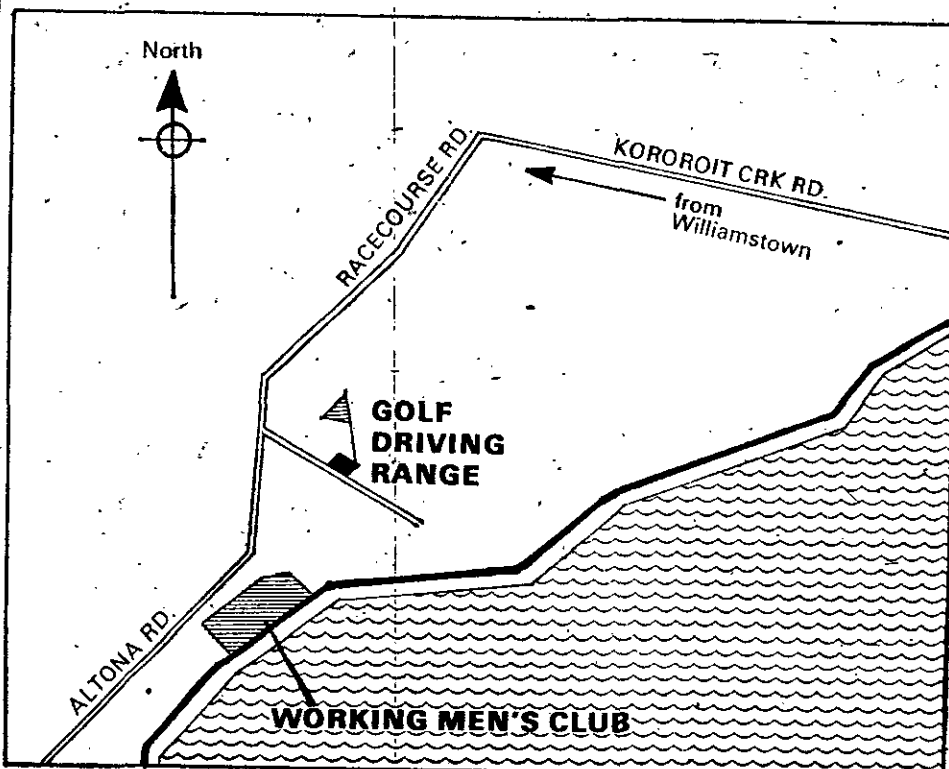 North
RACECOURSE RD.
KOROROIT CRK RD.
from
Williamstown
GOLF
DRIVING
RANGE
ALTONA RD.
WORKING MEN'S CLUB